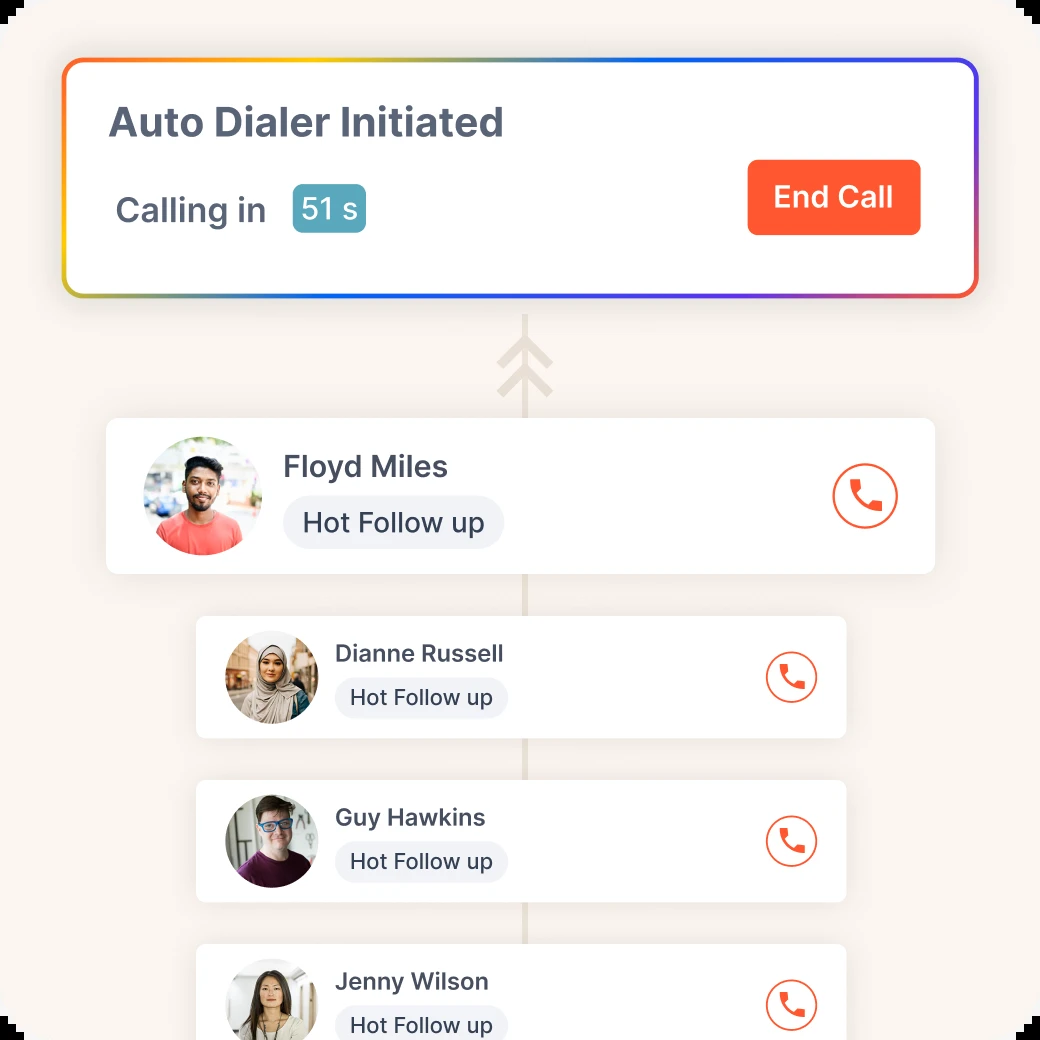 Auto Dialer Initiated
Calling in 51 s
End Call
Floyd Miles
Hot Follow up
Dianne Russell
Hot Follow up
Guy Hawkins
Hot Follow up
Jenny Wilson
Hot Follow up